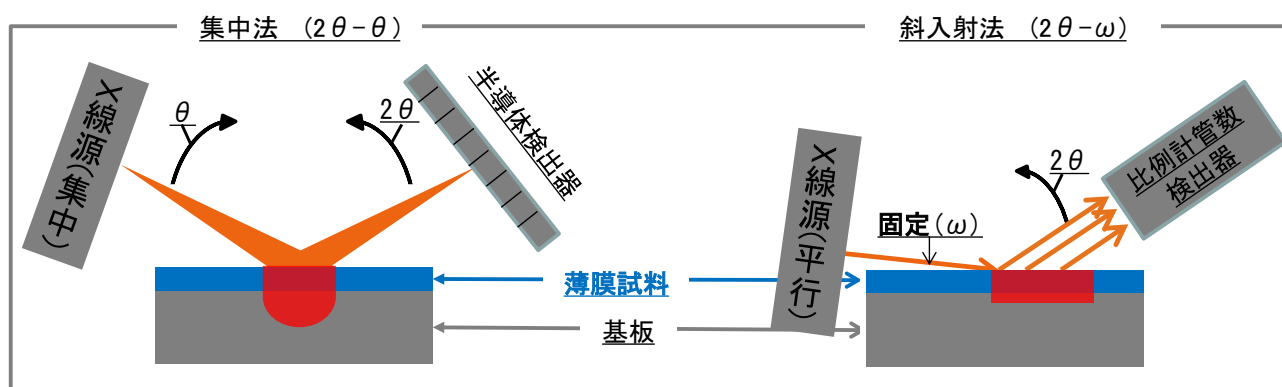 集中法 (2θ-θ)
斜入射法 (2θ-ω)
X線源(集中)
θ
2θ
半導体検出器
X線源(平行)
固定(ω)
2θ
比例計管数
検出器
薄膜試料
基板